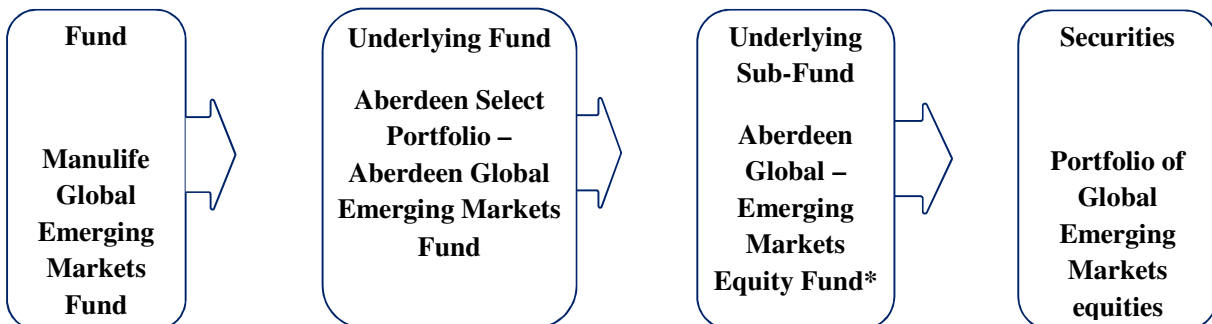 Fund
Manulife
Global
Emerging
Markets
Fund
Underlying Fund
Aberdeen Select
Portfolio –
Aberdeen Global
Emerging Markets
Fund
Underlying
Sub-Fund
Aberdeen
Global –
Emerging
Markets
Equity Fund*
Securities
Portfolio of
Global
Emerging
Markets
equities